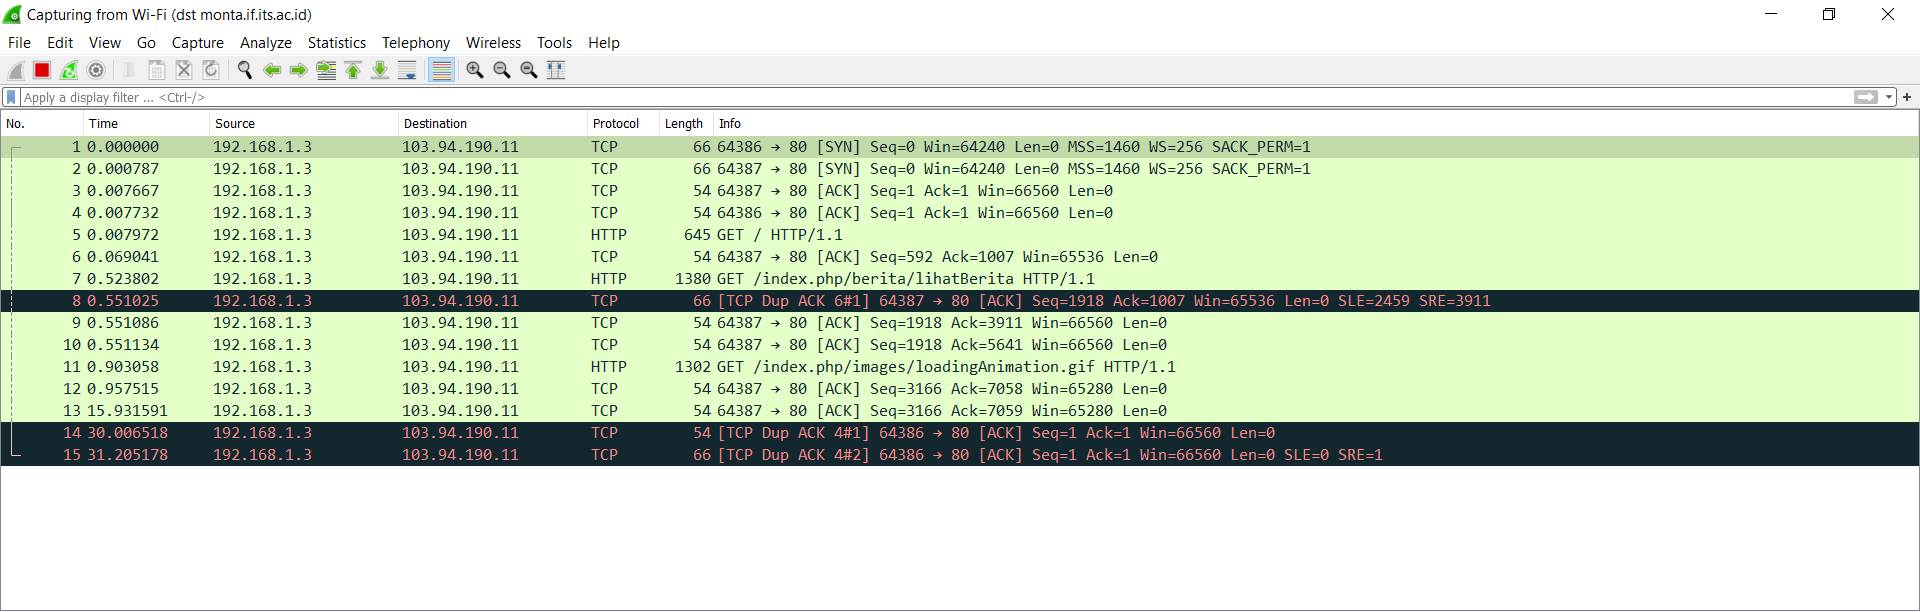 Capturing from Wi-Fi (dst monta.if.its.ac.id)
File Edit View Go Capture Analyze Statistics Telephony Wireless Tools Help
Apply a display filter ... <Ctrl-/>
No. Time Source Destination Protocol Length Info
1 0.000000 192.168.1.3 103.94.190.11 TCP 66 64386 → 80 [SYN] Seq=0 Win=64240 Len=0 MSS=1460 WS=256 SACK_PERM=1
2 0.000787 192.168.1.3 103.94.190.11 TCP 66 64387 → 80 [SYN] Seq=0 Win=64240 Len=0 MSS=1460 WS=256 SACK_PERM=1
3 0.007667 192.168.1.3 103.94.190.11 TCP 54 64387 → 80 [ACK] Seq=1 Ack=1 Win=66560 Len=0
4 0.007732 192.168.1.3 103.94.190.11 TCP 54 64386 → 80 [ACK] Seq=1 Ack=1 Win=66560 Len=0
5 0.007972 192.168.1.3 103.94.190.11 HTTP 645 GET / HTTP/1.1
6 0.069041 192.168.1.3 103.94.190.11 TCP 54 64387 → 80 [ACK] Seq=592 Ack=1007 Win=65536 Len=0
7 0.523802 192.168.1.3 103.94.190.11 HTTP 1380 GET /index.php/berita/lihatBerita HTTP/1.1
8 0.551025 192.168.1.3 103.94.190.11 TCP 66 [TCP Dup ACK 6#1] 64387 → 80 [ACK] Seq=1918 Ack=1007 Win=65536 Len=0 SLE=2459 SRE=3911
9 0.551086 192.168.1.3 103.94.190.11 TCP 54 64387 → 80 [ACK] Seq=1918 Ack=3911 Win=66560 Len=0
10 0.551134 192.168.1.3 103.94.190.11 TCP 54 64387 → 80 [ACK] Seq=1918 Ack=5641 Win=66560 Len=0
11 0.903058 192.168.1.3 103.94.190.11 HTTP 1302 GET /index.php/images/loadingAnimation.gif HTTP/1.1
12 0.957515 192.168.1.3 103.94.190.11 TCP 54 64387 → 80 [ACK] Seq=3166 Ack=7058 Win=65280 Len=0
13 15.931591 192.168.1.3 103.94.190.11 TCP 54 64387 → 80 [ACK] Seq=3166 Ack=7059 Win=65280 Len=0
14 30.006518 192.168.1.3 103.94.190.11 TCP 54 [TCP Dup ACK 4#1] 64386 → 80 [ACK] Seq=1 Ack=1 Win=66560 Len=0
15 31.205178 192.168.1.3 103.94.190.11 TCP 66 [TCP Dup ACK 4#2] 64386 → 80 [ACK] Seq=1 Ack=1 Win=66560 Len=0 SLE=0 SRE=1